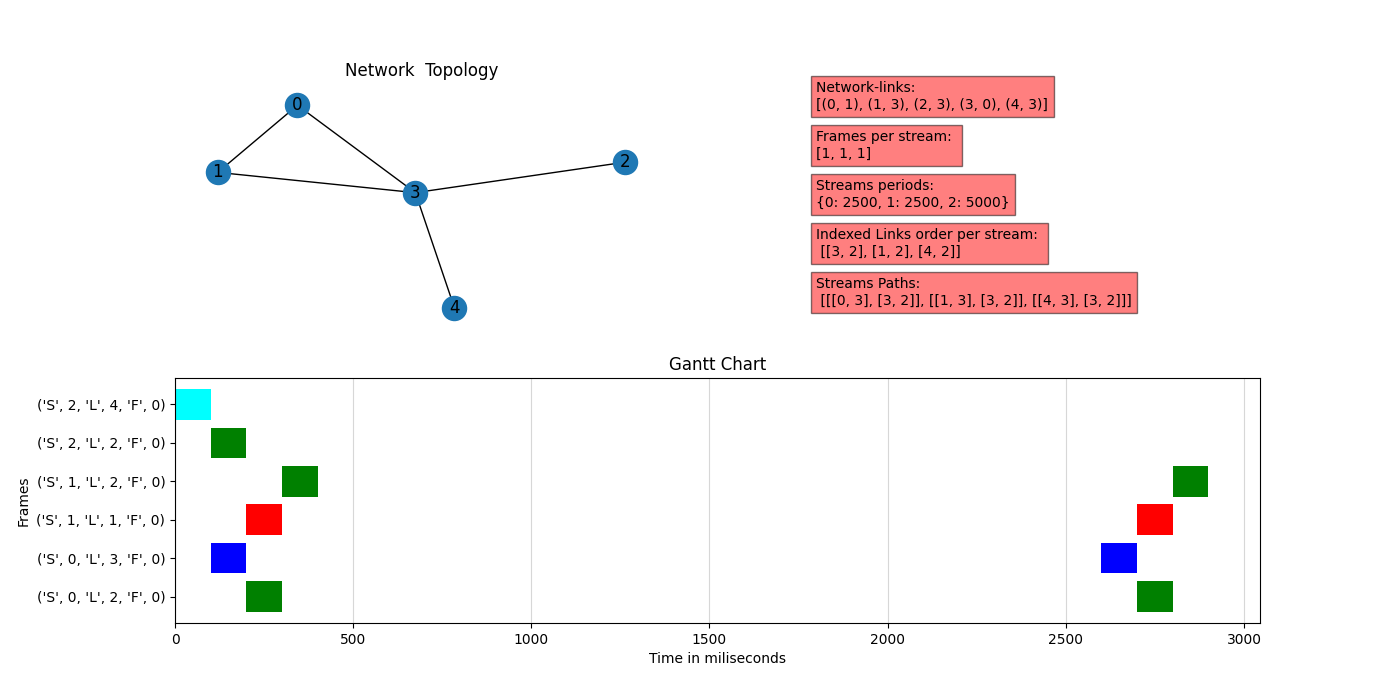 Network  Topology
0
1
2
3
4
Network-links:
[(0, 1), (1, 3), (2, 3), (3, 0), (4, 3)]
Frames per stream:
[1, 1, 1]
Streams periods:
{0: 2500, 1: 2500, 2: 5000}
Indexed Links order per stream:
[[3, 2], [1, 2], [4, 2]]
Streams Paths:
[[[0, 3], [3, 2]], [[1, 3], [3, 2]], [[4, 3], [3, 2]]]
Gantt Chart
Frames
('S', 2, 'L', 4, 'F', 0)
('S', 2, 'L', 2, 'F', 0)
('S', 1, 'L', 2, 'F', 0)
('S', 1, 'L', 1, 'F', 0)
('S', 0, 'L', 3, 'F', 0)
('S', 0, 'L', 2, 'F', 0)
0 500 1000 1500 2000 2500 3000
Time in miliseconds